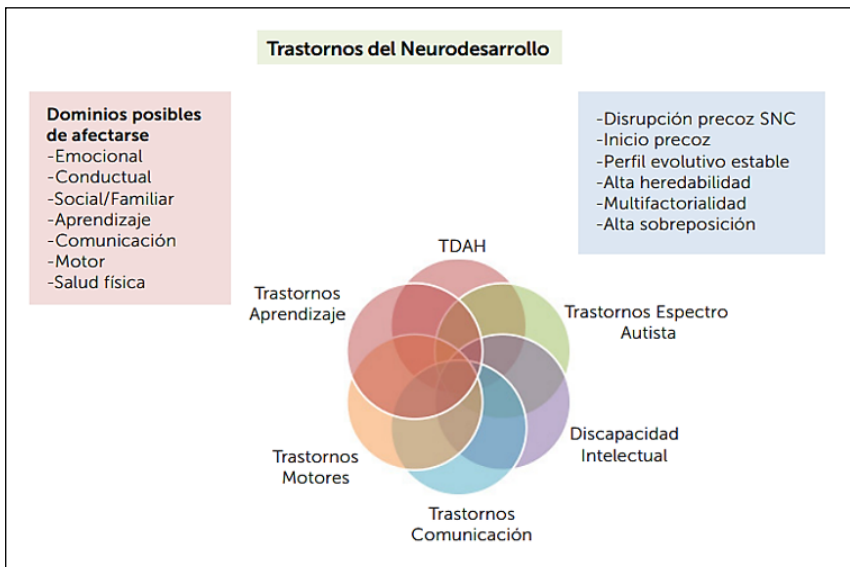 Trastornos del Neurodesarrollo
Dominios posibles
de afectarse
-Emocional
-Conductual
-Social/Familiar
-Aprendizaje
-Comunicación
-Motor
-Salud física
-Disrupción precoz SNC
-Inicio precoz
-Perfil evolutivo estable
-Alta heredabilidad
-Multifactorialidad
-Alta sobreposición
TDAH
Trastornos
Aprendizaje
Trastornos Espectro
Autista
Trastornos
Motores
Discapacidad
Intelectual
Trastornos
Comunicación